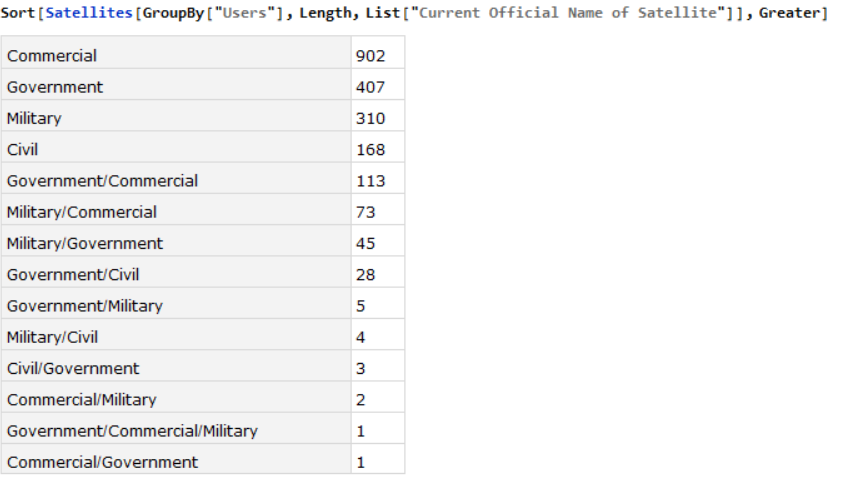 Sort[Satellites[GroupBy["Users"], Length, List["Current Official Name of Satellite"]], Greater]
Commercial 902
Government 407
Military 310
Civil 168
Government/Commercial 113
Military/Commercial 73
Military/Government 45
Government/Civil 28
Government/Military 5
Military/Civil 4
Civil/Government 3
Commercial/Military 2
Government/Commercial/Military 1
Commercial/Government 1